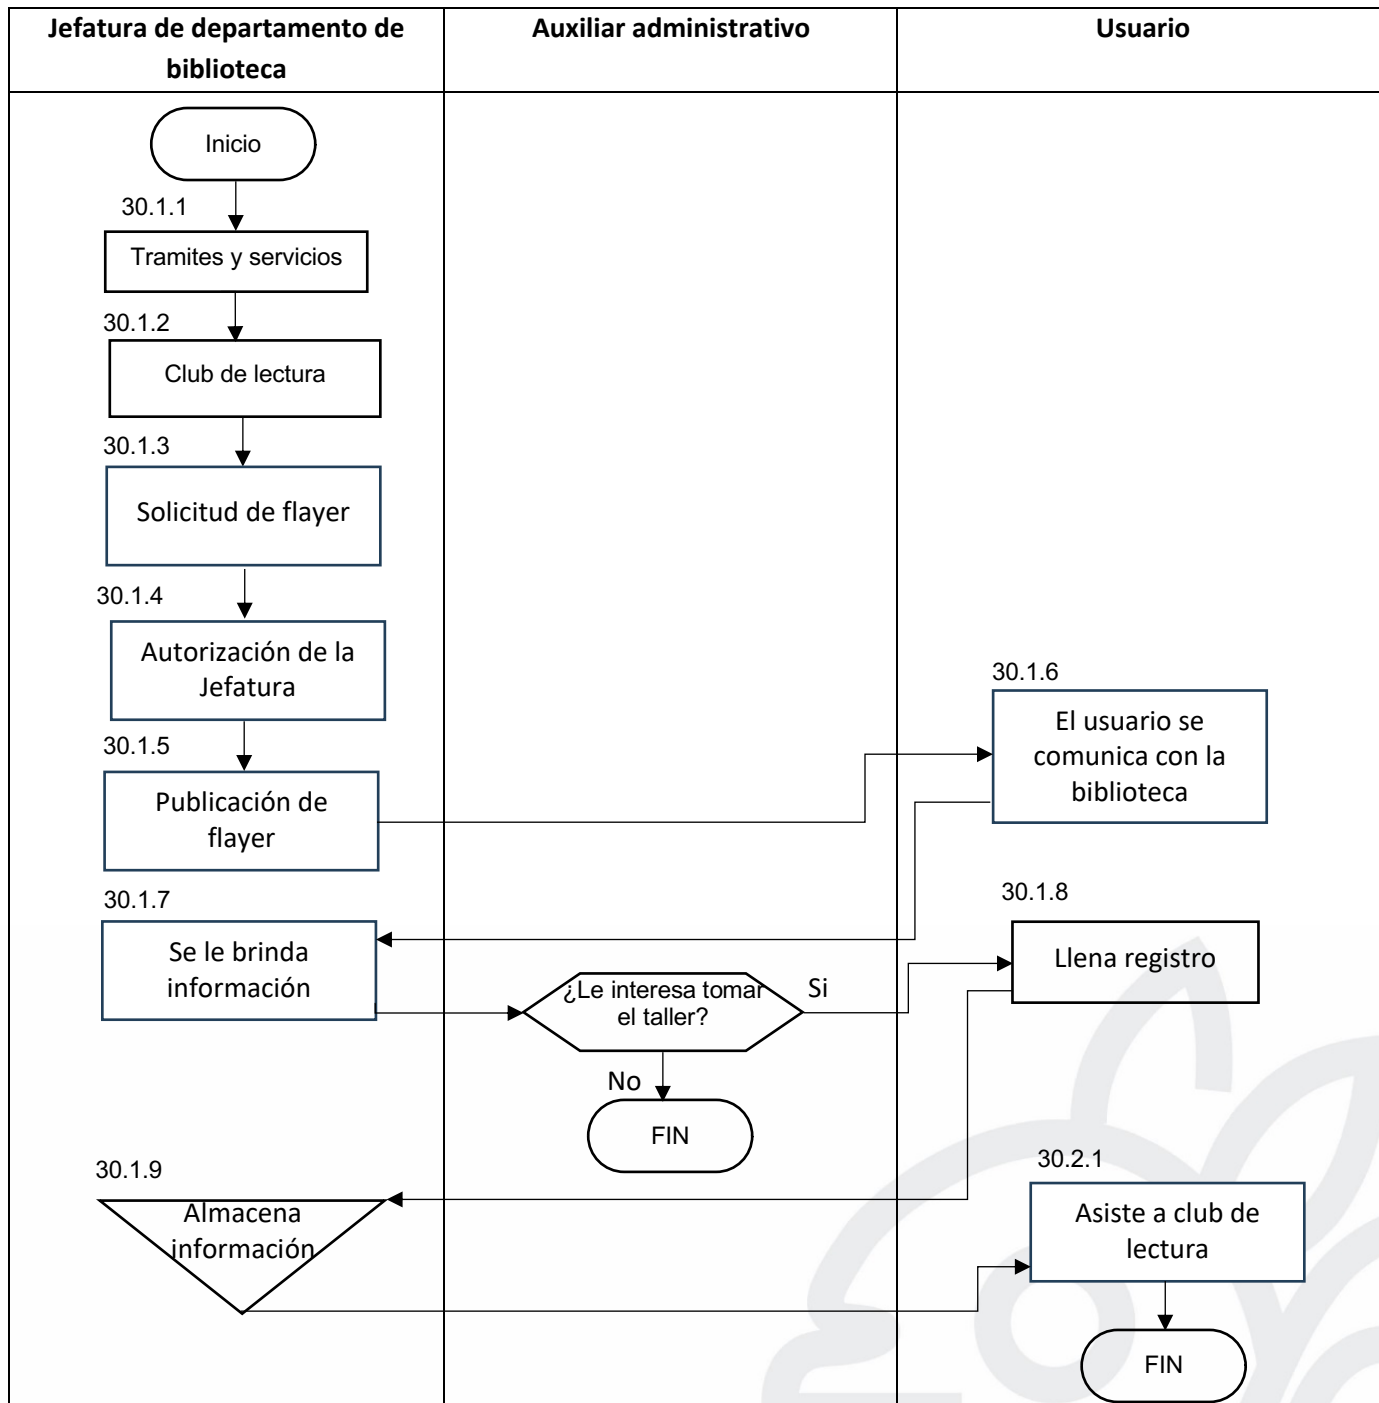 Jefatura de departamento de
biblioteca
Auxiliar administrativo
Usuario
Inicio
30.1.1
Tramites y servicios
30.1.2
Club de lectura
30.1.3
Solicitud de flayer
30.1.4
Autorización de la
Jefatura
30.1.5
Publicación de
flayer
30.1.6
El usuario se
comunica con la
biblioteca
30.1.7
Se le brinda
información
¿Le interesa tomar
el taller?
Si
No
FIN
30.1.8
Llena registro
30.1.9
Almacena
información
30.2.1
Asiste a club de
lectura
FIN